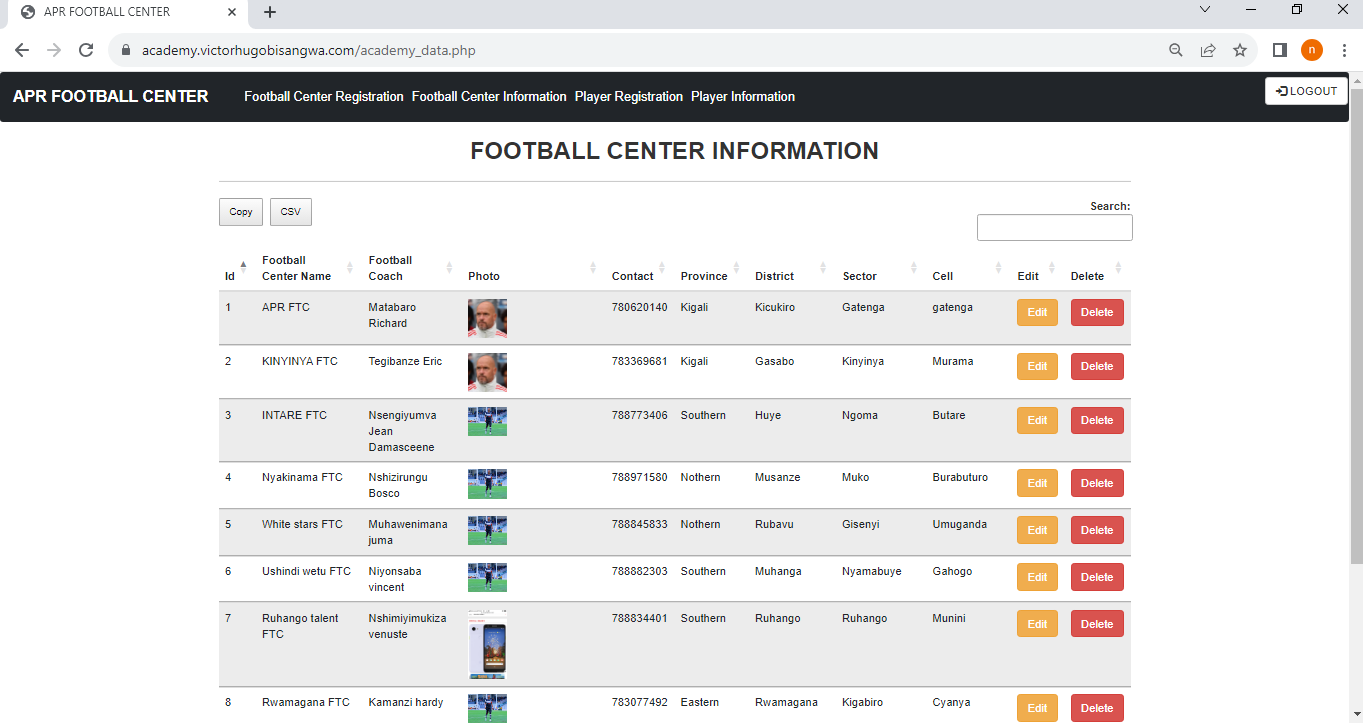 APR FOOTBALL CENTER
academy.victorhugobisangwa.com/academy_data.php
n
APR FOOTBALL CENTER Football Center Registration Football Center Information Player Registration Player Information LOGOUT
FOOTBALL CENTER INFORMATION
Copy CSV Search:
Id Football Center Name Football Coach Photo Contact Province District Sector Cell Edit Delete
1 APR FTC Matabaro Richard 780620140 Kigali Kicukiro Gatenga gatenga Edit Delete
2 KINYINYA FTC Tegibanze Eric 783369681 Kigali Gasabo Kinyinya Murama Edit Delete
3 INTARE FTC Nsengiyumva Jean Damasceene 788773406 Southern Huye Ngoma Butare Edit Delete
4 Nyakinama FTC Nshizirungu Bosco 788971580 Nothern Musanze Muko Burabuturo Edit Delete
5 White stars FTC Muhawenimana juma 788845833 Nothern Rubavu Gisenyi Umuganda Edit Delete
6 Ushindi wetu FTC Niyonsaba vincent 788882303 Southern Muhanga Nyamabuye Gahogo Edit Delete
7 Ruhango talent FTC Nshimiyimukiza venuste 788834401 Southern Ruhango Ruhango Munini Edit Delete
8 Rwamagana FTC Kamanzi hardy 783077492 Eastern Rwamagana Kigabiro Cyanya Edit Delete